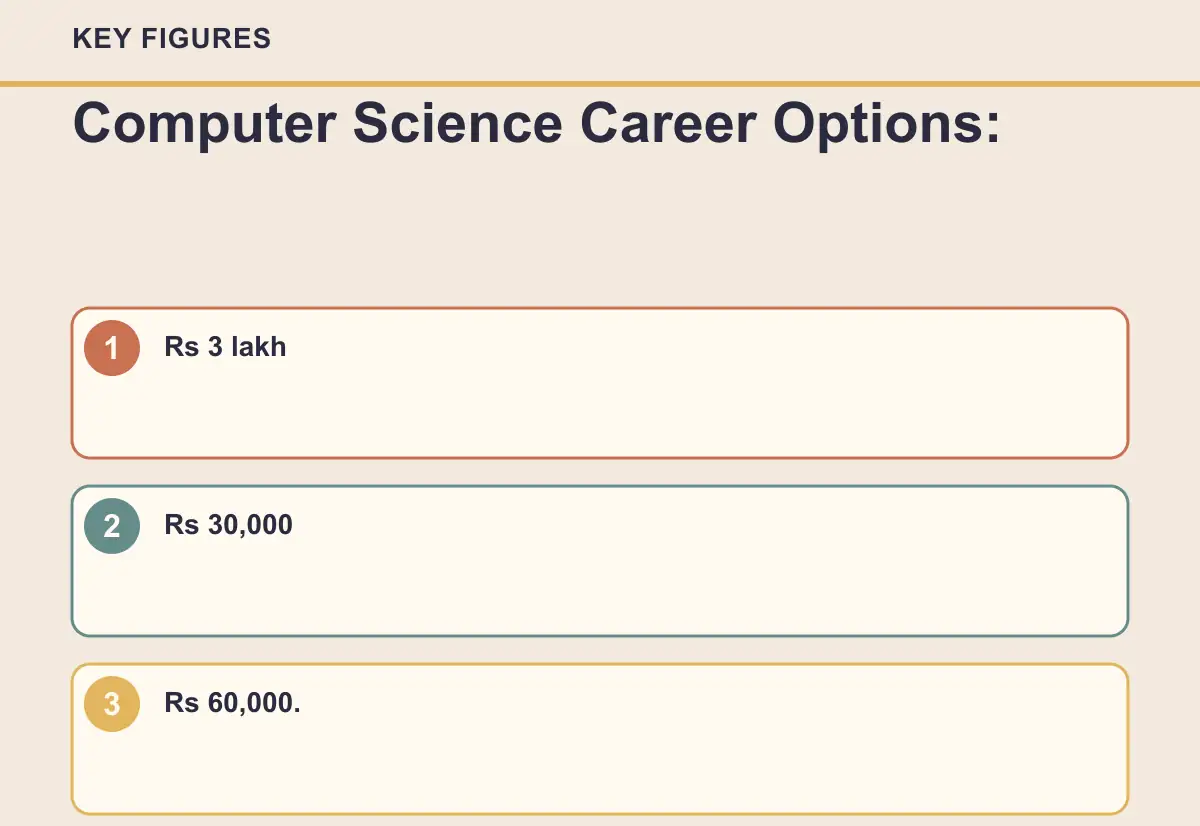 KEY FIGURES
Computer Science Career Options:
1 Rs 3 lakh
2 Rs 30,000
3 Rs 60,000.